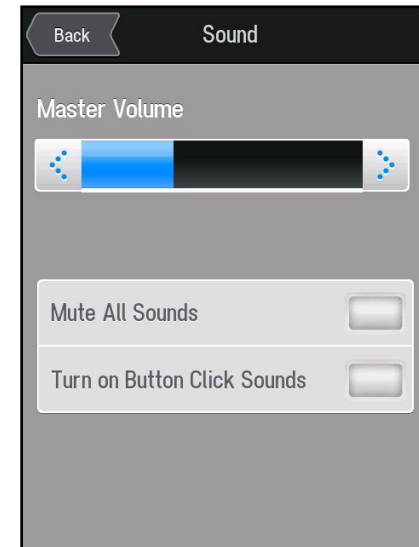 Back
Sound
Master Volume
Mute All Sounds
Turn on Button Click Sounds